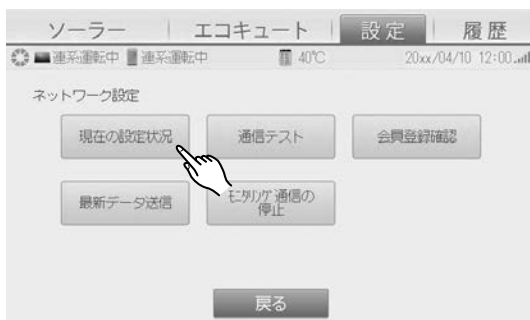 ソーラー エコキュート 設定 履歴
連系運転中 連系運転中 40℃ 20xx/04/10 12:00
ネットワーク設定
現在の設定状況 通信テスト 会員登録確認
最新データ送信 モニタリング通信の
停止
戻る